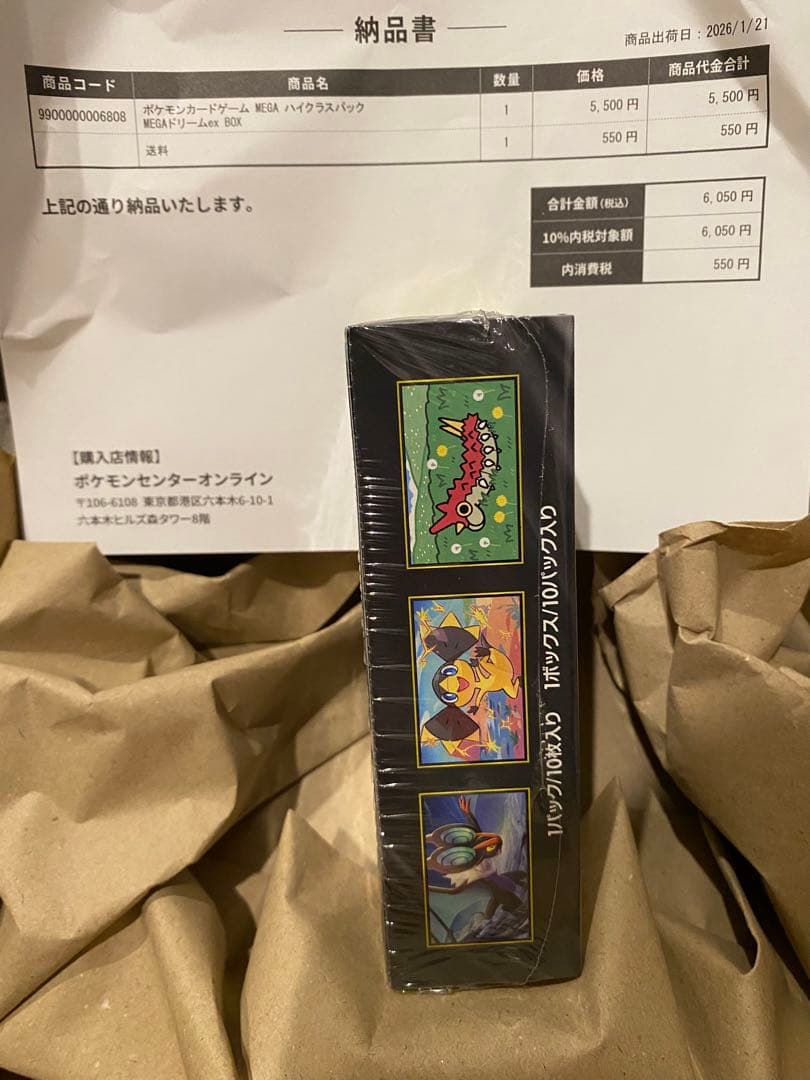 納品書
商品出荷日：2026/1/21
商品コード 商品名 数量 価格 商品代金合計
9900000006808 ポケモンカードゲーム MEGA ハイクラスパック 1 5,500 円 5,500 円
MEGAドリームex BOX
送料 1 550 円 550 円
上記の通り納品いたします。
合計金額(税込) 6,050 円
10%内税対象額 6,050 円
内消費税 550 円
【購入店情報】
ポケモンセンターオンライン
〒106-6108 東京都港区六本木6-10-1
六本木ヒルズ森タワー8階
1パック/10枚入り 1ボックス/10パック入り